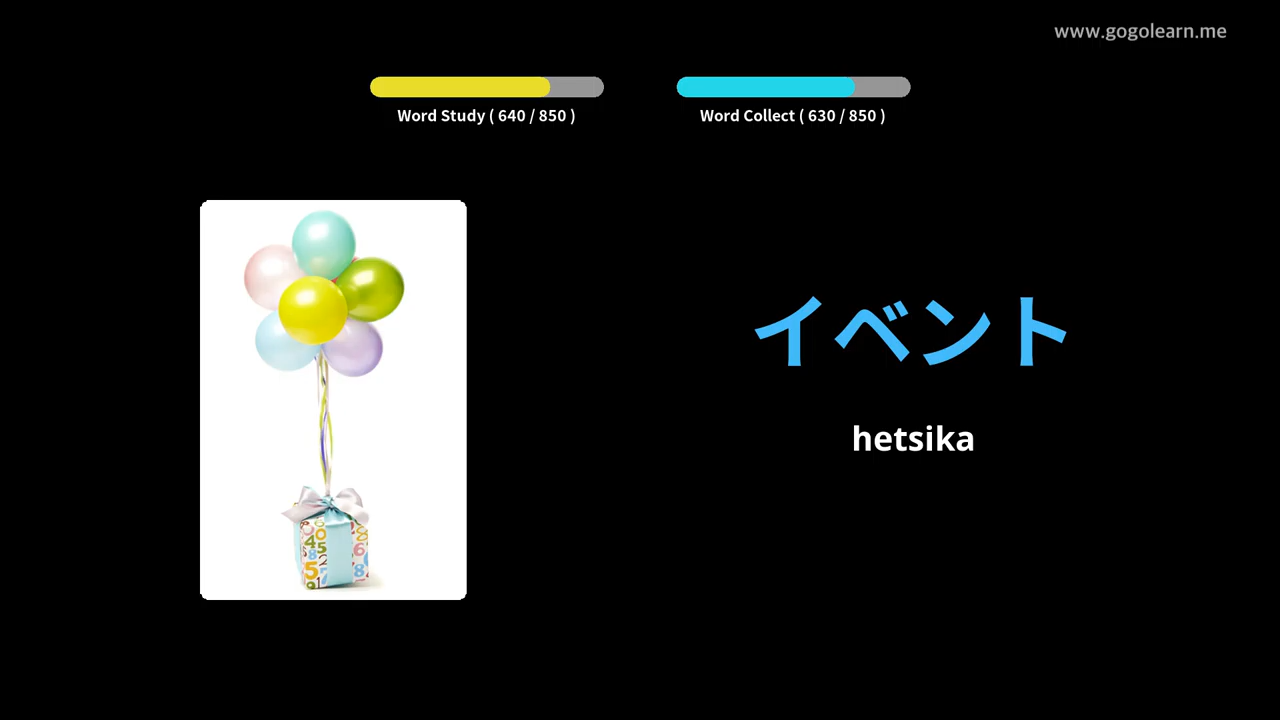 www.gogolearn.me
Word Study ( 640 / 850 )
Word Collect ( 630 / 850 )
イベント
hetsika